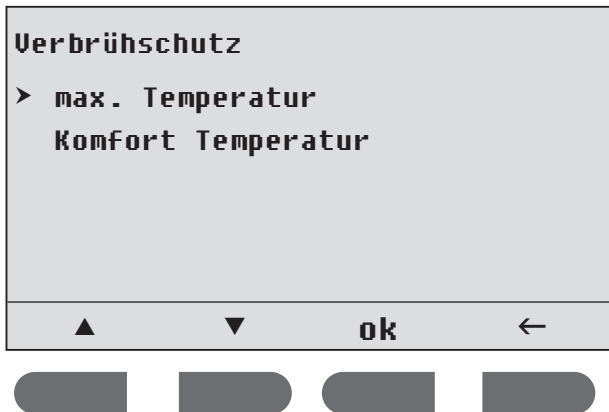 Verbrühschutz
➤ max. Temperatur
Komfort Temperatur
▲ ▼ ok ←